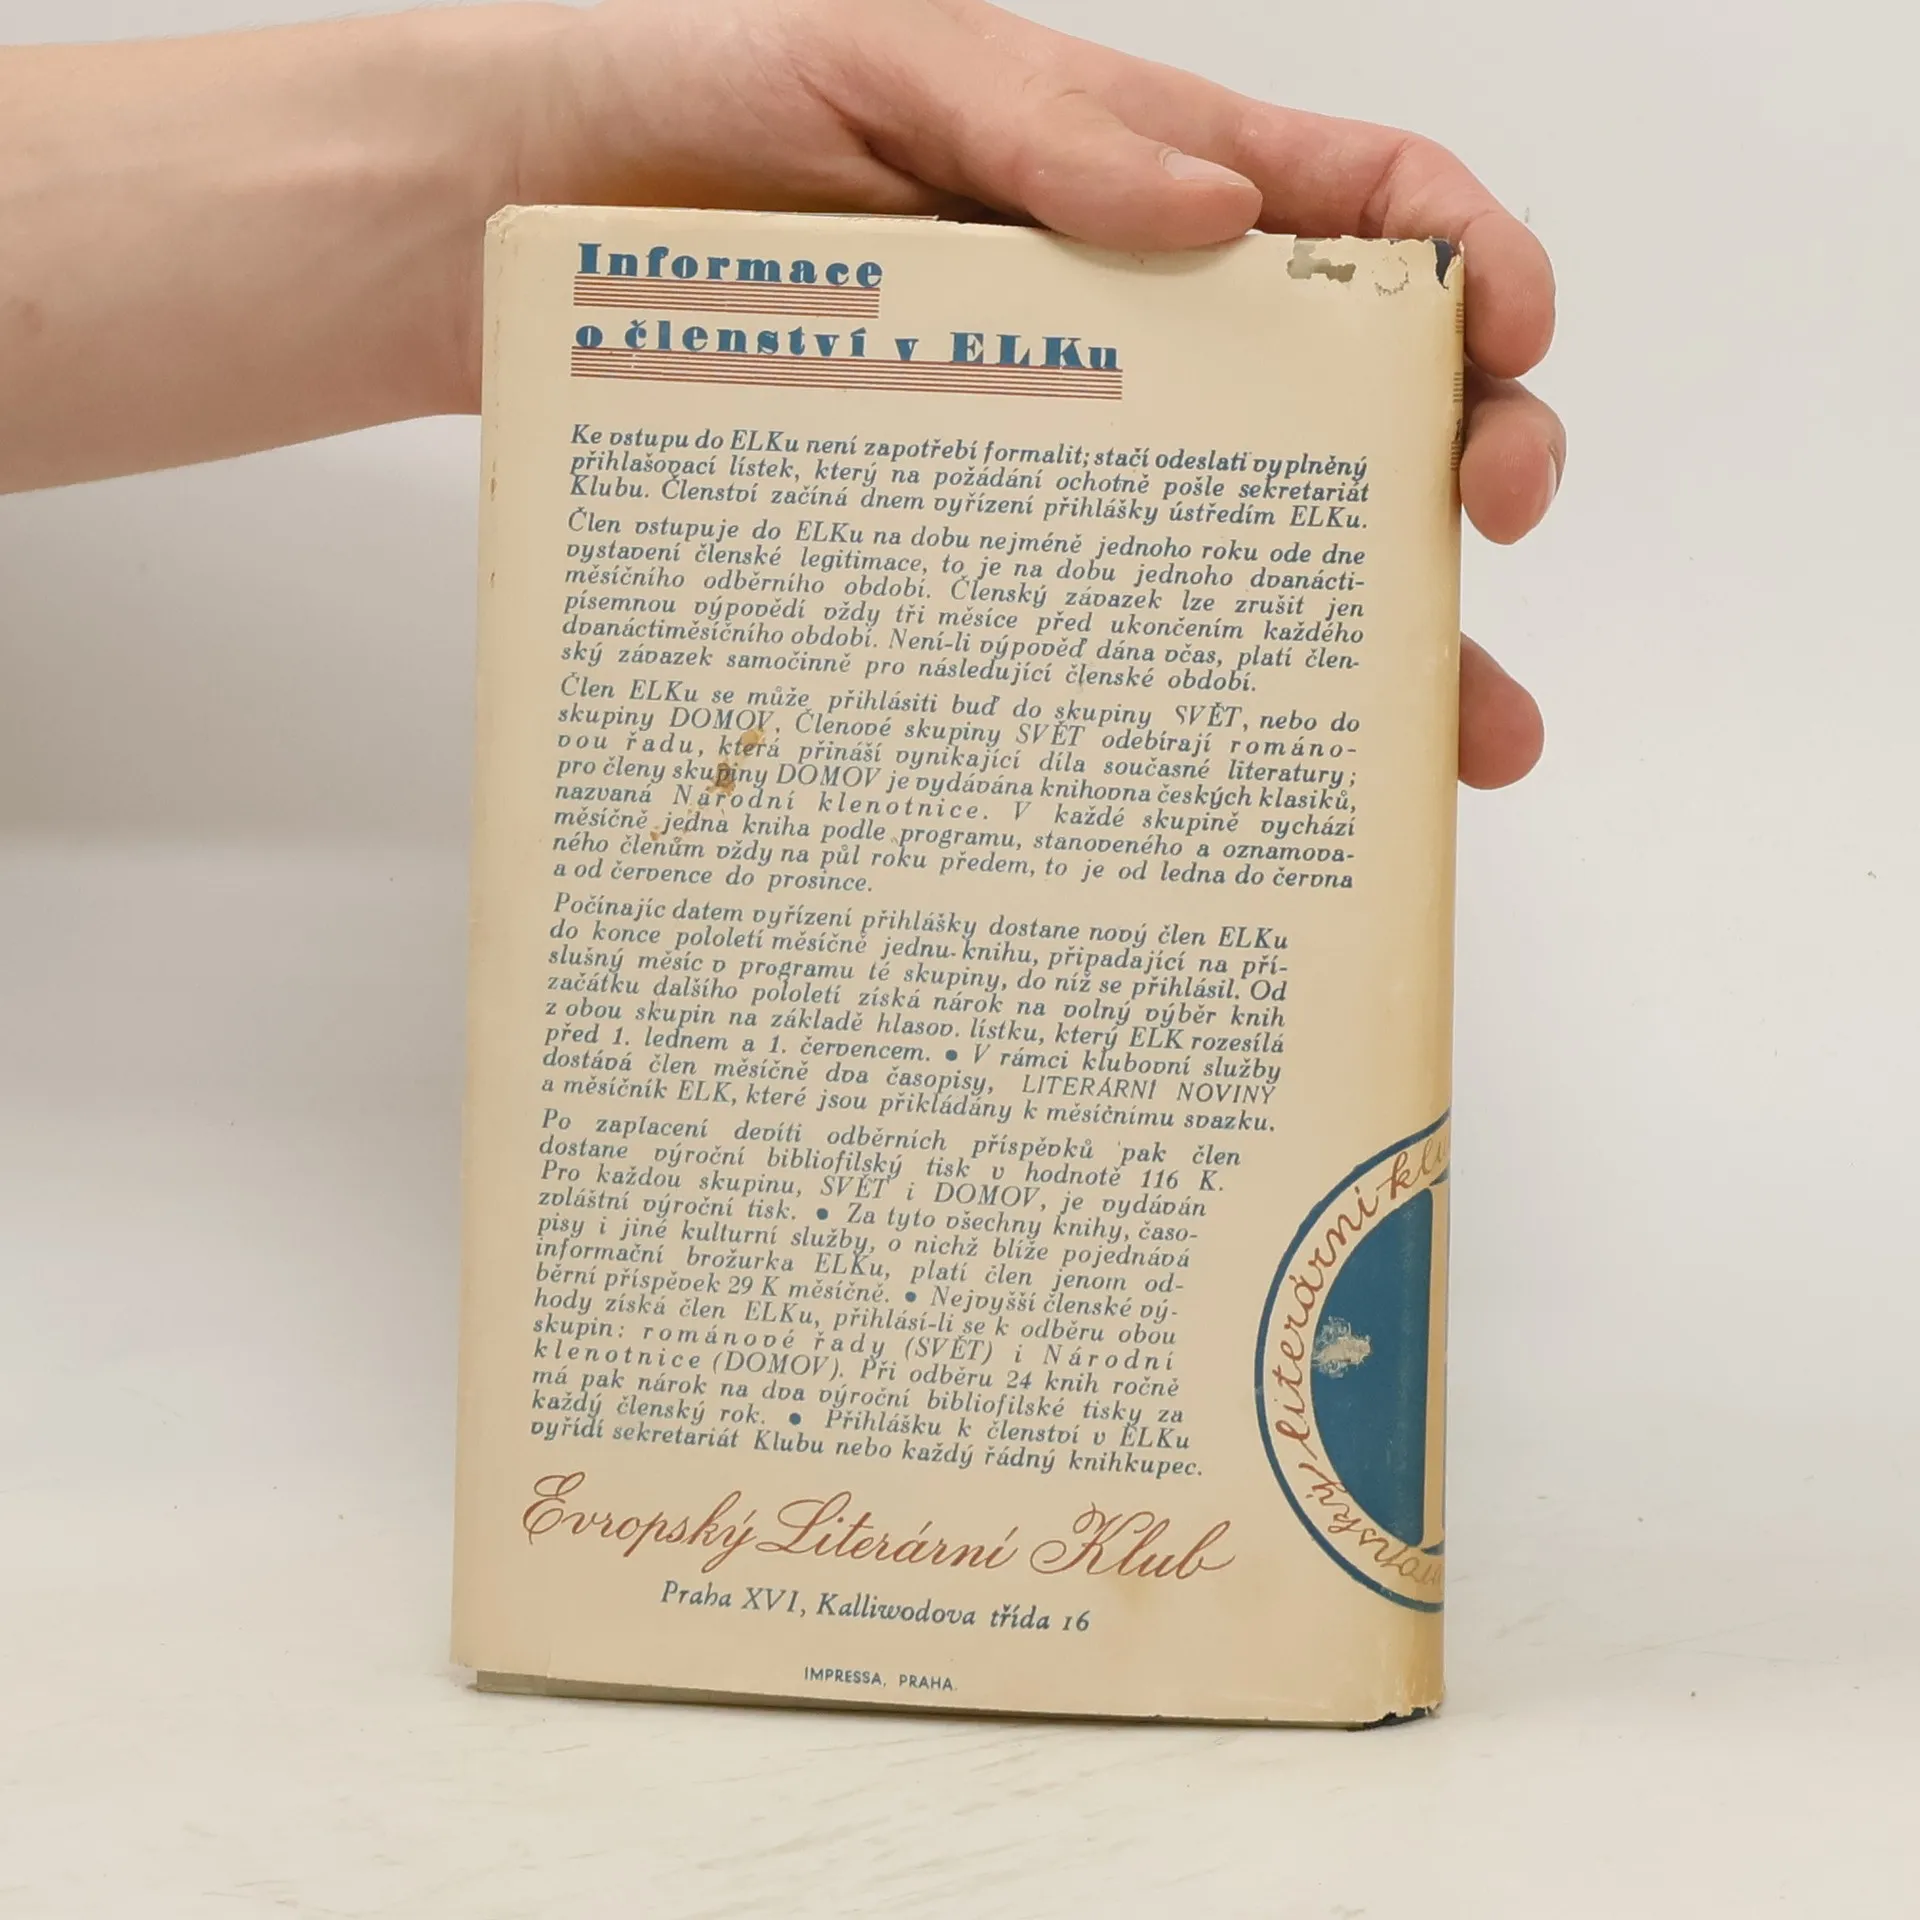 Informace
o členství v ELKu
Ke vstupu do ELKu není zapotřebí formalit; stačí odeslati vyplněný
přihlašovací lístek, který na požádání ochotně pošle sekretariát
Klubu. Členství začíná dnem vyřízení přihlášky ústředím ELKu.
Člen vstupuje do ELKu na dobu nejméně jednoho roku ode dne
vystavení členské legitimace, to je na dobu jednoho dvanácti-
měsíčního odběrního období. Členský závazek lze zrušit jen
písemnou výpovědí vždy tři měsíce před ukončením každého
dvanáctiměsíčního období. Není-li výpověď dána včas, platí člen-
ský závazek samočinně pro následující členské období.
Člen ELKu se může přihlásiti buď do skupiny SVĚT, nebo do
skupiny DOMOV. Členové skupiny SVĚT odebírají románo-
vou řadu, která přináší vynikající díla současné literatury;
pro členy skupiny DOMOV je vydávána knihovna českých klasiků,
nazvaná Národní klenotnice. V každé skupině vychází
měsíčně jedna kniha podle programu, stanoveného a oznamova-
ného členům vždy na půl roku předem, to je od ledna do června
a od července do prosince.
Počínajíc datem vyřízení přihlášky dostane nový člen ELKu
do konce pololetí měsíčně jednu knihu, připadající na pří-
slušný měsíc v programu té skupiny, do níž se přihlásil. Od
začátku dalšího pololetí získá nárok na volný výběr knih
z obou skupin na základě hlasov. lístku, který ELK rozesílá
před 1. lednem a 1. červencem. ● V rámci klubovní služby
dostává člen měsíčně dva časopisy, LITERÁRNÍ NOVINY
a měsíčník ELK, které jsou přikládány k měsíčnímu svazku.
Po zaplacení devíti odběrních příspěvků pak člen
dostane výroční bibliofilský tisk v hodnotě 116 K.
Pro každou skupinu, SVĚT i DOMOV, je vydáván
zvláštní výroční tisk. ● Za tyto všechny knihy, časo-
pisy i jiné kulturní služby, o nichž blíže pojednává
informační brožurka ELKu, platí člen jenom od-
běrní příspěvek 29 K měsíčně. ● Nejvyšší členské vý-
hody získá člen ELKu, přihlásí-li se k odběru obou
skupin: románové řady (SVĚT) i Národní
klenotnice (DOMOV). Při odběru 24 knih ročně
má pak nárok na dva výroční bibliofilské tisky za
každý členský rok. ● Přihlášku k členství v ELKu
vyřídí sekretariát Klubu nebo každý řádný knihkupec.
Evropský Literární Klub
Praha XVI, Kalliwodova třída 16
IMPRESSA, PRAHA.
literární